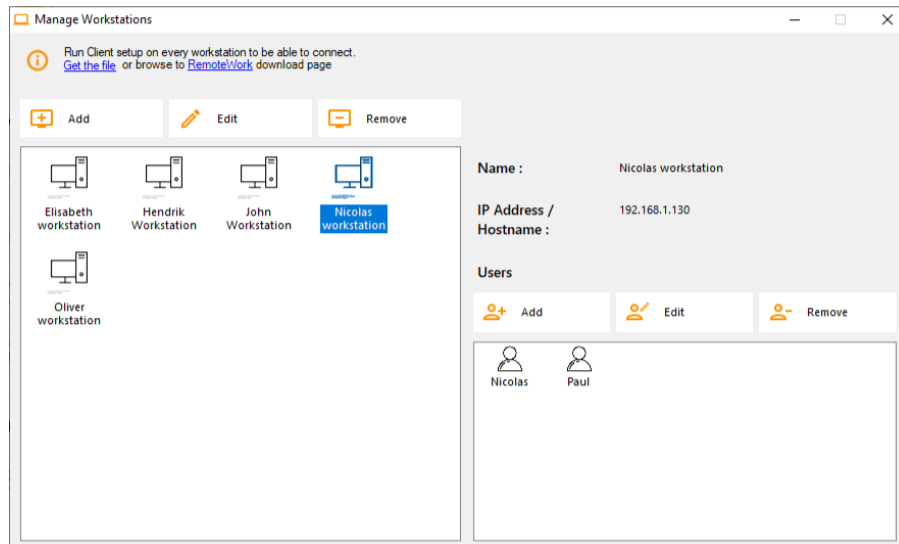 Manage Workstations
Run Client setup on every workstation to be able to connect.
Get the file or browse to RemoteWork download page
Add
Edit
Remove
Elisabeth
workstation
Hendrik
Workstation
John
Workstation
Nicolas
workstation
Oliver
workstation
Name :
Nicolas workstation
IP Address /
Hostname :
192.168.1.130
Users
Add
Edit
Remove
Nicolas
Paul